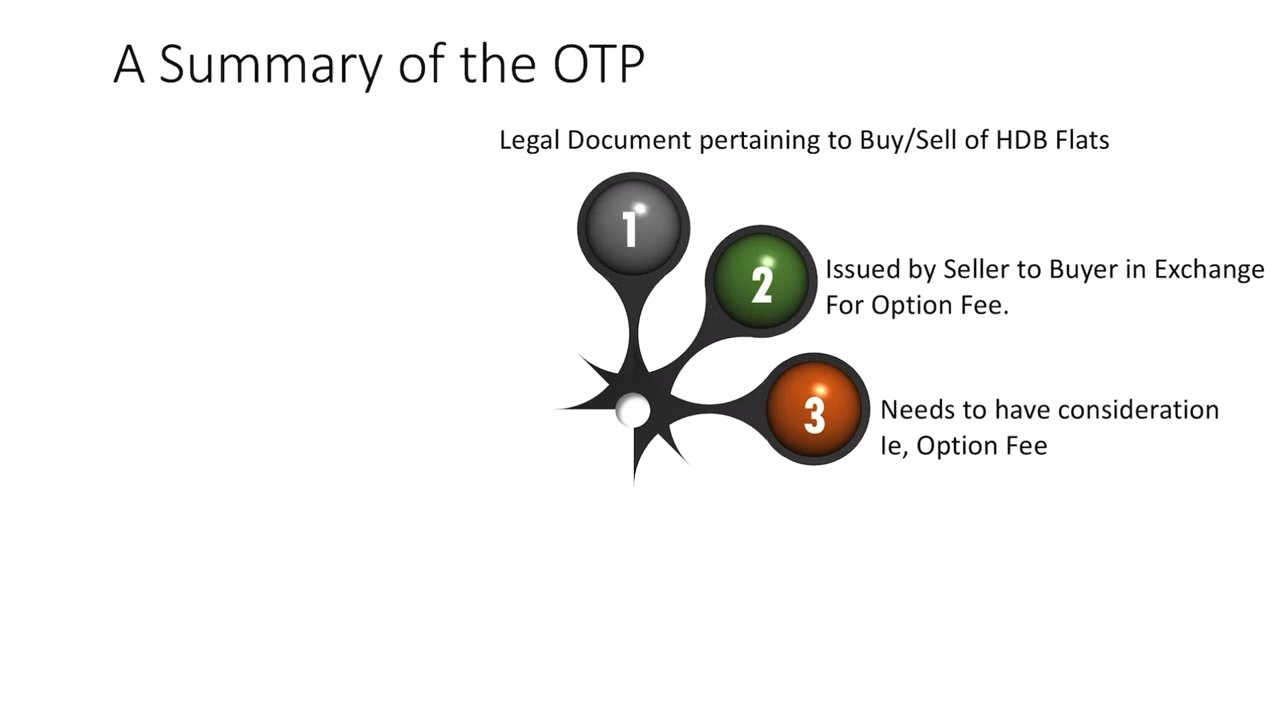 A Summary of the OTP
Legal Document pertaining to Buy/Sell of HDB Flats
1
2
Issued by Seller to Buyer in Exchange
For Option Fee.
3
Needs to have consideration
Ie, Option Fee